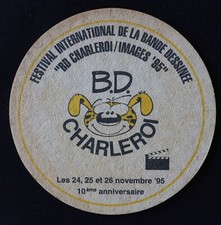 FESTIVAL INTERNATIONAL DE LA BANDE DESSINEE
"BD CHARLEROI / IMAGES '95"
B.D.
CHARLEROI
Les 24, 25 et 26 novembre '95
10ème anniversaire